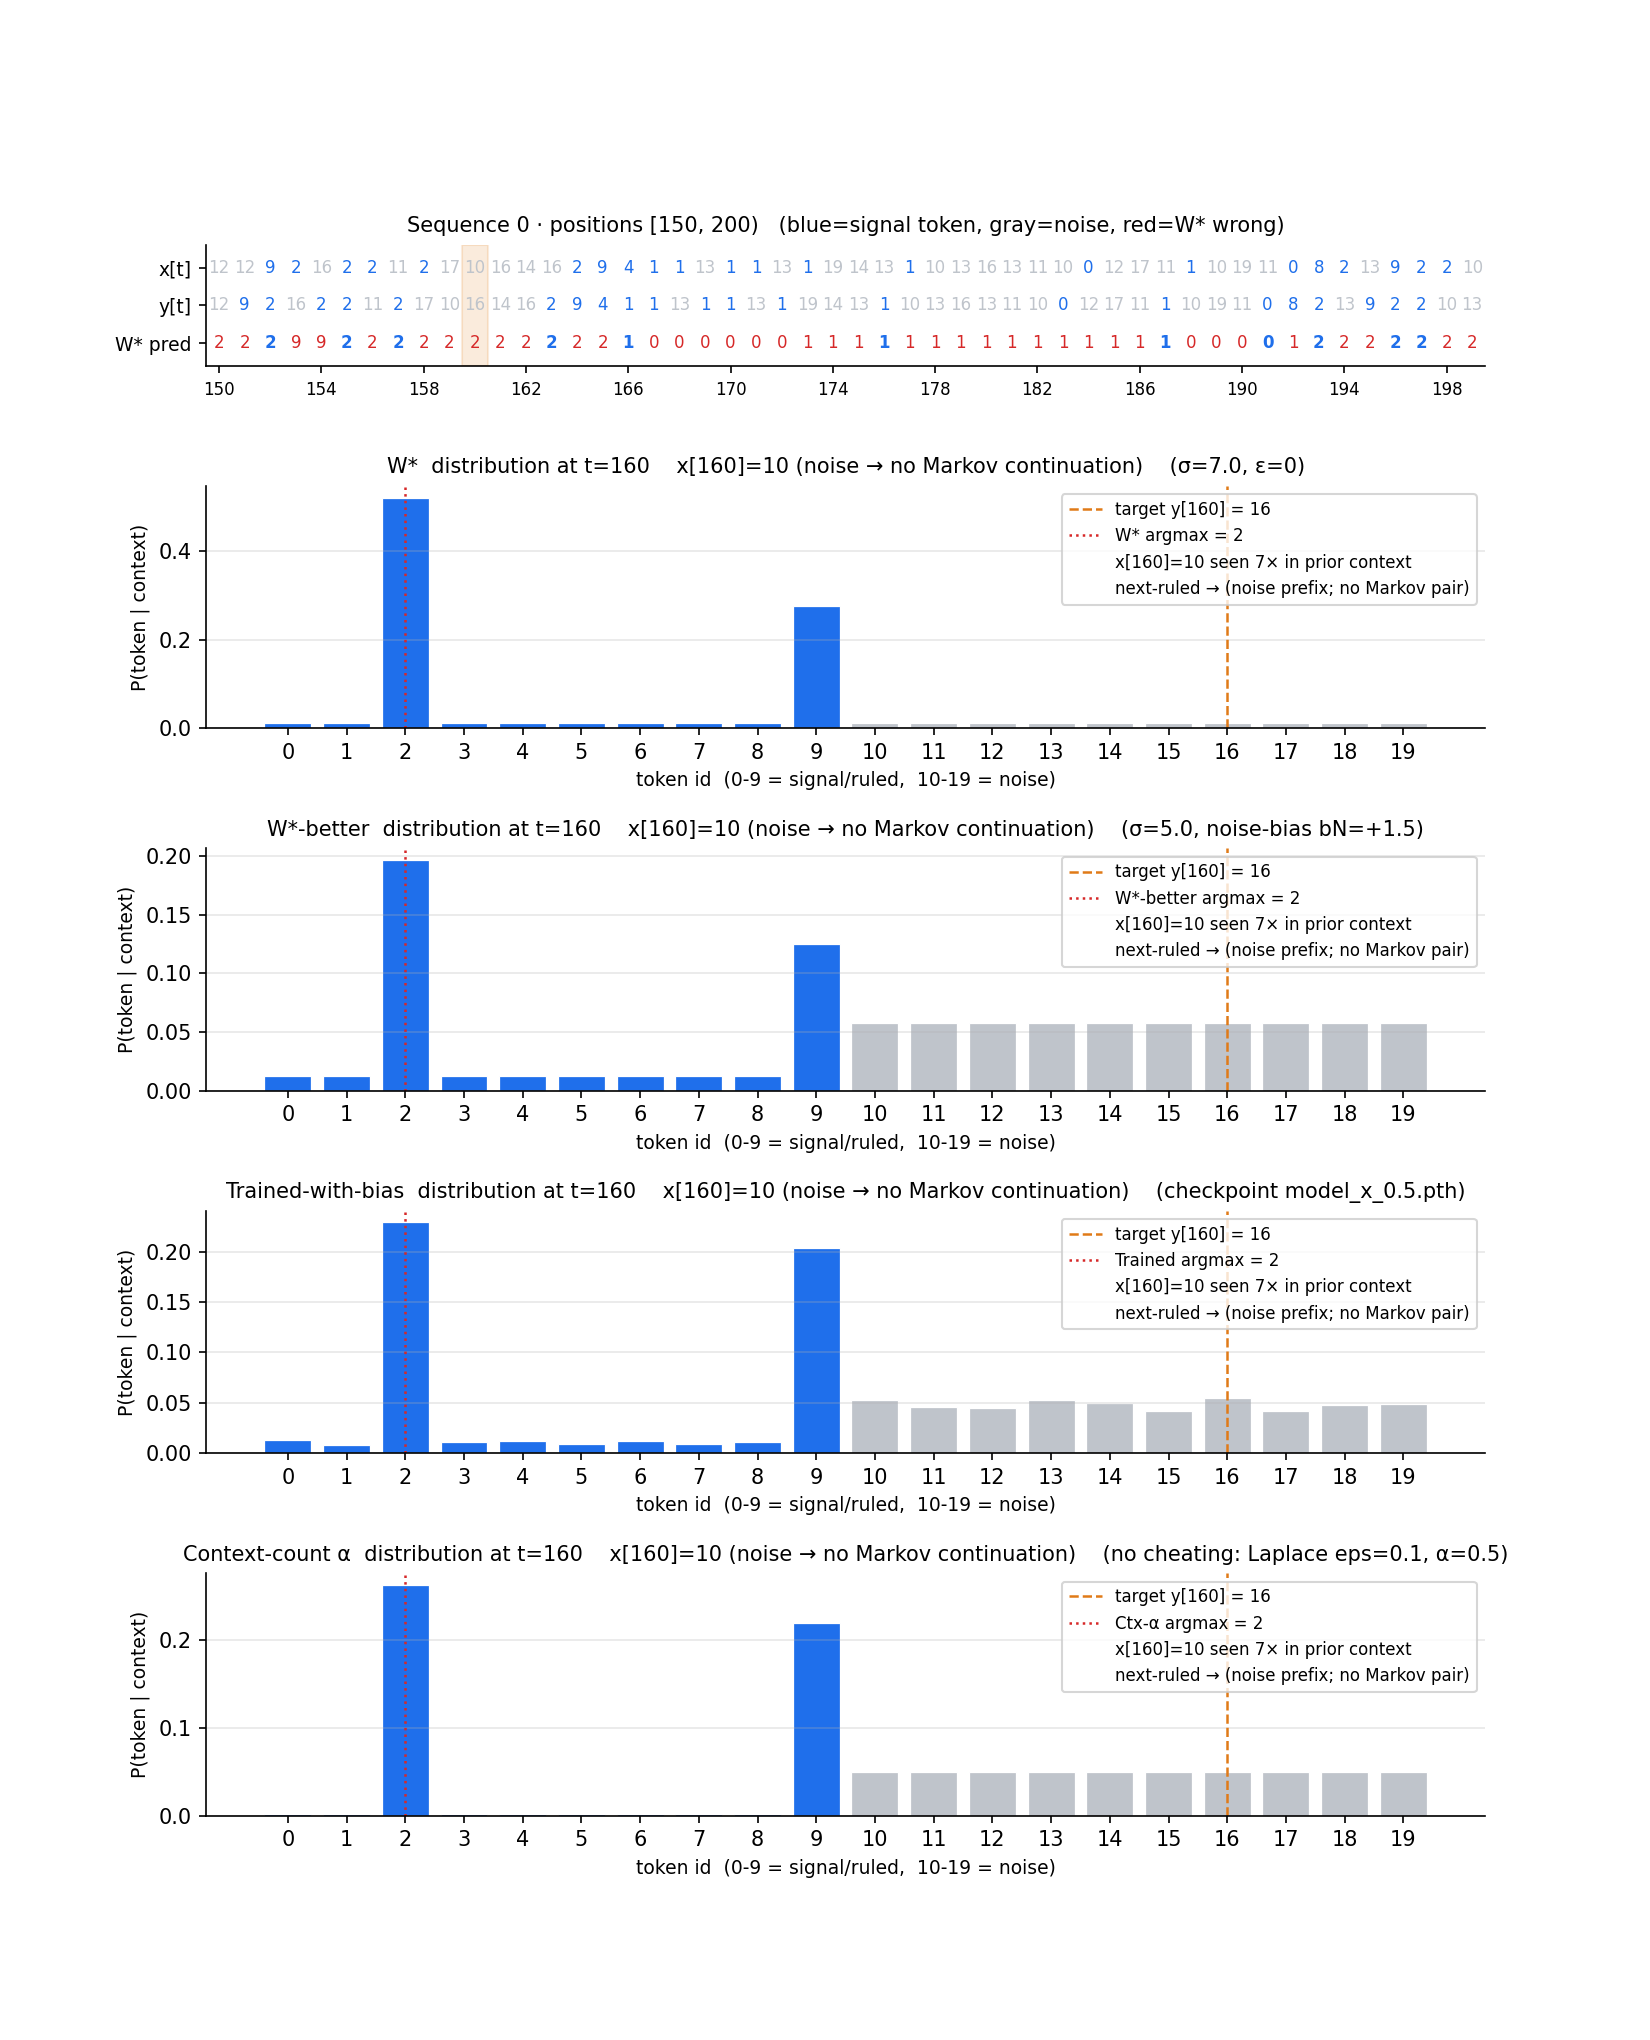 Sequence 0 · positions [150, 200)   (blue=signal token, gray=noise, red=W* wrong)
x[t] 12 12 9 2 16 2 2 11 2 17 10 16 14 16 2 9 4 1 1 13 1 1 13 1 19 14 13 1 10 13 16 13 11 10 0 12 17 11 1 10 19 11 0 8 2 13 9 2 2 10
y[t] 12 9 2 16 2 2 11 2 17 10 16 14 16 2 9 4 1 1 13 1 1 13 1 19 14 13 1 10 13 16 13 11 10 0 12 17 11 1 10 19 11 0 8 2 13 9 2 2 10 13
W* pred 2 2 2 9 9 2 2 2 2 2 2 2 2 2 2 2 1 0 0 0 0 0 0 1 1 1 1 1 1 1 1 1 1 1 1 1 1 1 0 0 0 0 1 2 2 2 2 2 2 2
150 154 158 162 166 170 174 178 182 186 190 194 198
W*  distribution at t=160    x[160]=10 (noise → no Markov continuation)    (σ=7.0, ε=0)
P(token | context)
0.4
0.2
0.0
target y[160] = 16
W* argmax = 2
x[160]=10 seen 7× in prior context
next-ruled → (noise prefix; no Markov pair)
0 1 2 3 4 5 6 7 8 9 10 11 12 13 14 15 16 17 18 19
token id  (0-9 = signal/ruled,  10-19 = noise)
W*-better  distribution at t=160    x[160]=10 (noise → no Markov continuation)    (σ=5.0, noise-bias bN=+1.5)
P(token | context)
0.20
0.15
0.10
0.05
0.00
target y[160] = 16
W*-better argmax = 2
x[160]=10 seen 7× in prior context
next-ruled → (noise prefix; no Markov pair)
0 1 2 3 4 5 6 7 8 9 10 11 12 13 14 15 16 17 18 19
token id  (0-9 = signal/ruled,  10-19 = noise)
Trained-with-bias  distribution at t=160    x[160]=10 (noise → no Markov continuation)    (checkpoint model_x_0.5.pth)
P(token | context)
0.20
0.15
0.10
0.05
0.00
target y[160] = 16
Trained argmax = 2
x[160]=10 seen 7× in prior context
next-ruled → (noise prefix; no Markov pair)
0 1 2 3 4 5 6 7 8 9 10 11 12 13 14 15 16 17 18 19
token id  (0-9 = signal/ruled,  10-19 = noise)
Context-count α  distribution at t=160    x[160]=10 (noise → no Markov continuation)    (no cheating: Laplace eps=0.1, α=0.5)
P(token | context)
0.2
0.1
0.0
target y[160] = 16
Ctx-α argmax = 2
x[160]=10 seen 7× in prior context
next-ruled → (noise prefix; no Markov pair)
0 1 2 3 4 5 6 7 8 9 10 11 12 13 14 15 16 17 18 19
token id  (0-9 = signal/ruled,  10-19 = noise)